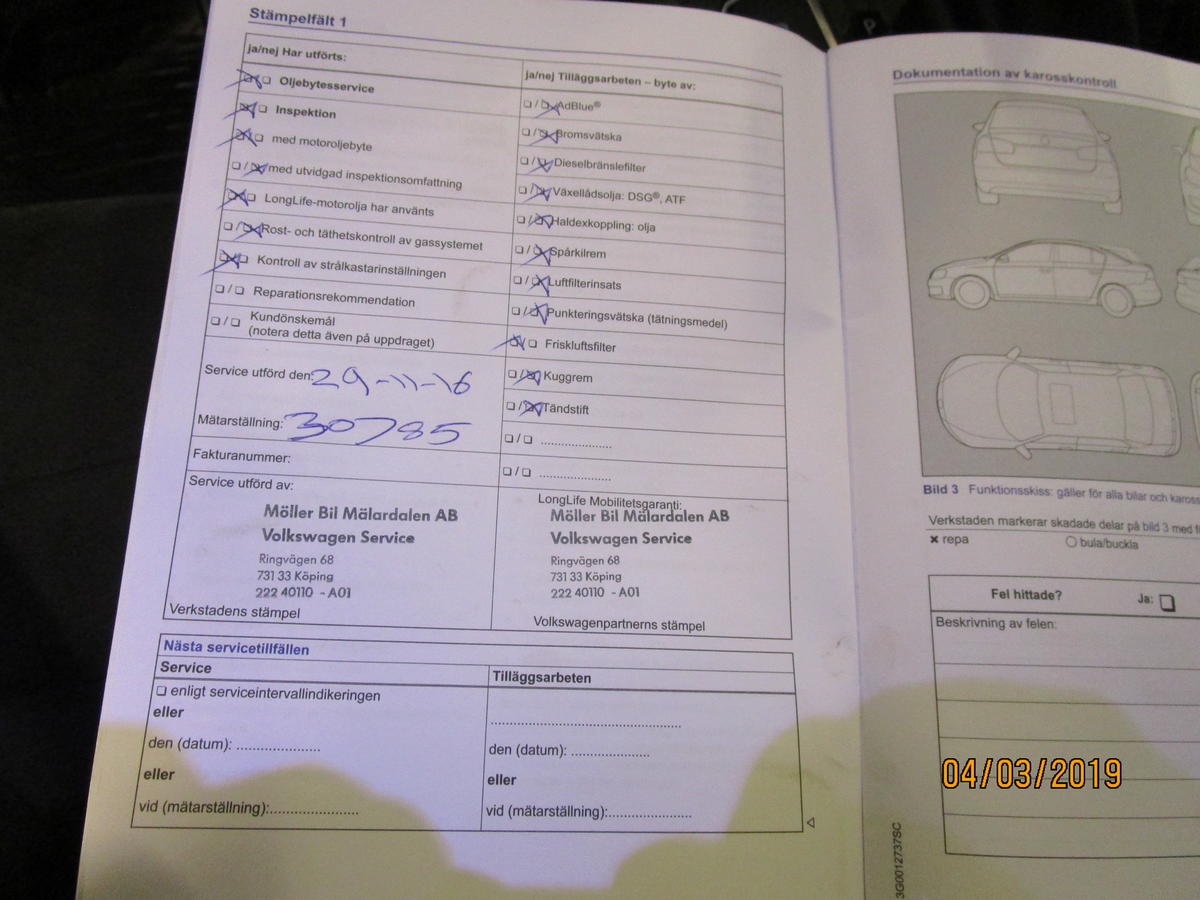 Stämpelfält 1
ja/nej Har utförts:
Oljebytesservice
Inspektion
med motoroljebyte
med utvidgad inspektionsomfattning
LongLife-motorolja har använts
Rost- och täthetskontroll av gassystemet
Kontroll av strålkastarinställningen
Reparationsrekommendation
Kundönskemål
(notera detta även på uppdraget)
Service utförd den: 29-11-16
Mätarställning: 30785
Fakturanummer:
ja/nej Tilläggsarbeten – byte av:
AdBlue®
Bromsvätska
Dieselbränslefilter
Växellådsolja: DSG®, ATF
Haldexkoppling: olja
Spårkilrem
Luftfilterinsats
Punkteringsvätska (tätningsmedel)
Friskluftsfilter
Kuggrem
Tändstift
Service utförd av:
Möller Bil Mälardalen AB
Volkswagen Service
Ringvägen 68
731 33 Köping
222 40110 - A01
Verkstadens stämpel
LongLife Mobilitetsgaranti:
Möller Bil Mälardalen AB
Volkswagen Service
Ringvägen 68
731 33 Köping
222 40110 - A01
Volkswagenpartnerns stämpel
Nästa servicetillfällen
Service
enligt serviceintervallindikeringen
eller
den (datum): .....................
eller
vid (mätarställning):.......................
Tilläggsarbeten
den (datum): ....................
eller
vid (mätarställning):.....................
Dokumentation av karosskontroll
Bild 3 Funktionsskiss: gäller för alla bilar och kaross
Verkstaden markerar skadade delar på bild 3 med
× repa
bula/buckla
Fel hittade?
Ja:
Beskrivning av felen:
3G0012737SC
04/03/2019